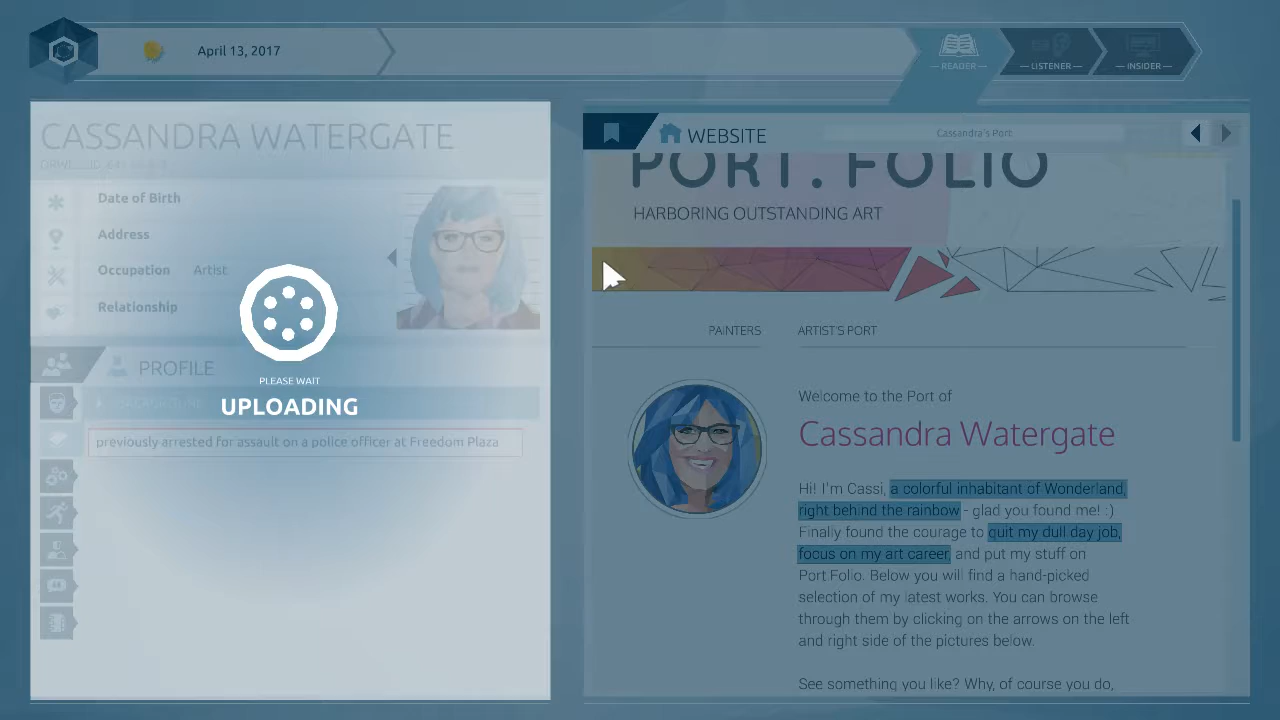 April 13, 2017
— READER —
— LISTENER —
— INSIDER —
CASSANDRA WATERGATE
Date of Birth
Address
Occupation Artist
Relationship
PROFILE
BACKGROUND
previously arrested for assault on a police officer at Freedom Plaza
PLEASE WAIT
UPLOADING
WEBSITE
Cassandra's Port
PORT.FOLIO
HARBORING OUTSTANDING ART
PAINTERS
ARTIST'S PORT
Welcome to the Port of
Cassandra Watergate
Hi! I'm Cassi, a colorful inhabitant of Wonderland,
right behind the rainbow - glad you found me! :)
Finally found the courage to quit my dull day job,
focus on my art career, and put my stuff on
Port.Folio. Below you will find a hand-picked
selection of my latest works. You can browse
through them by clicking on the arrows on the left
and right side of the pictures below.
See something you like? Why, of course you do,